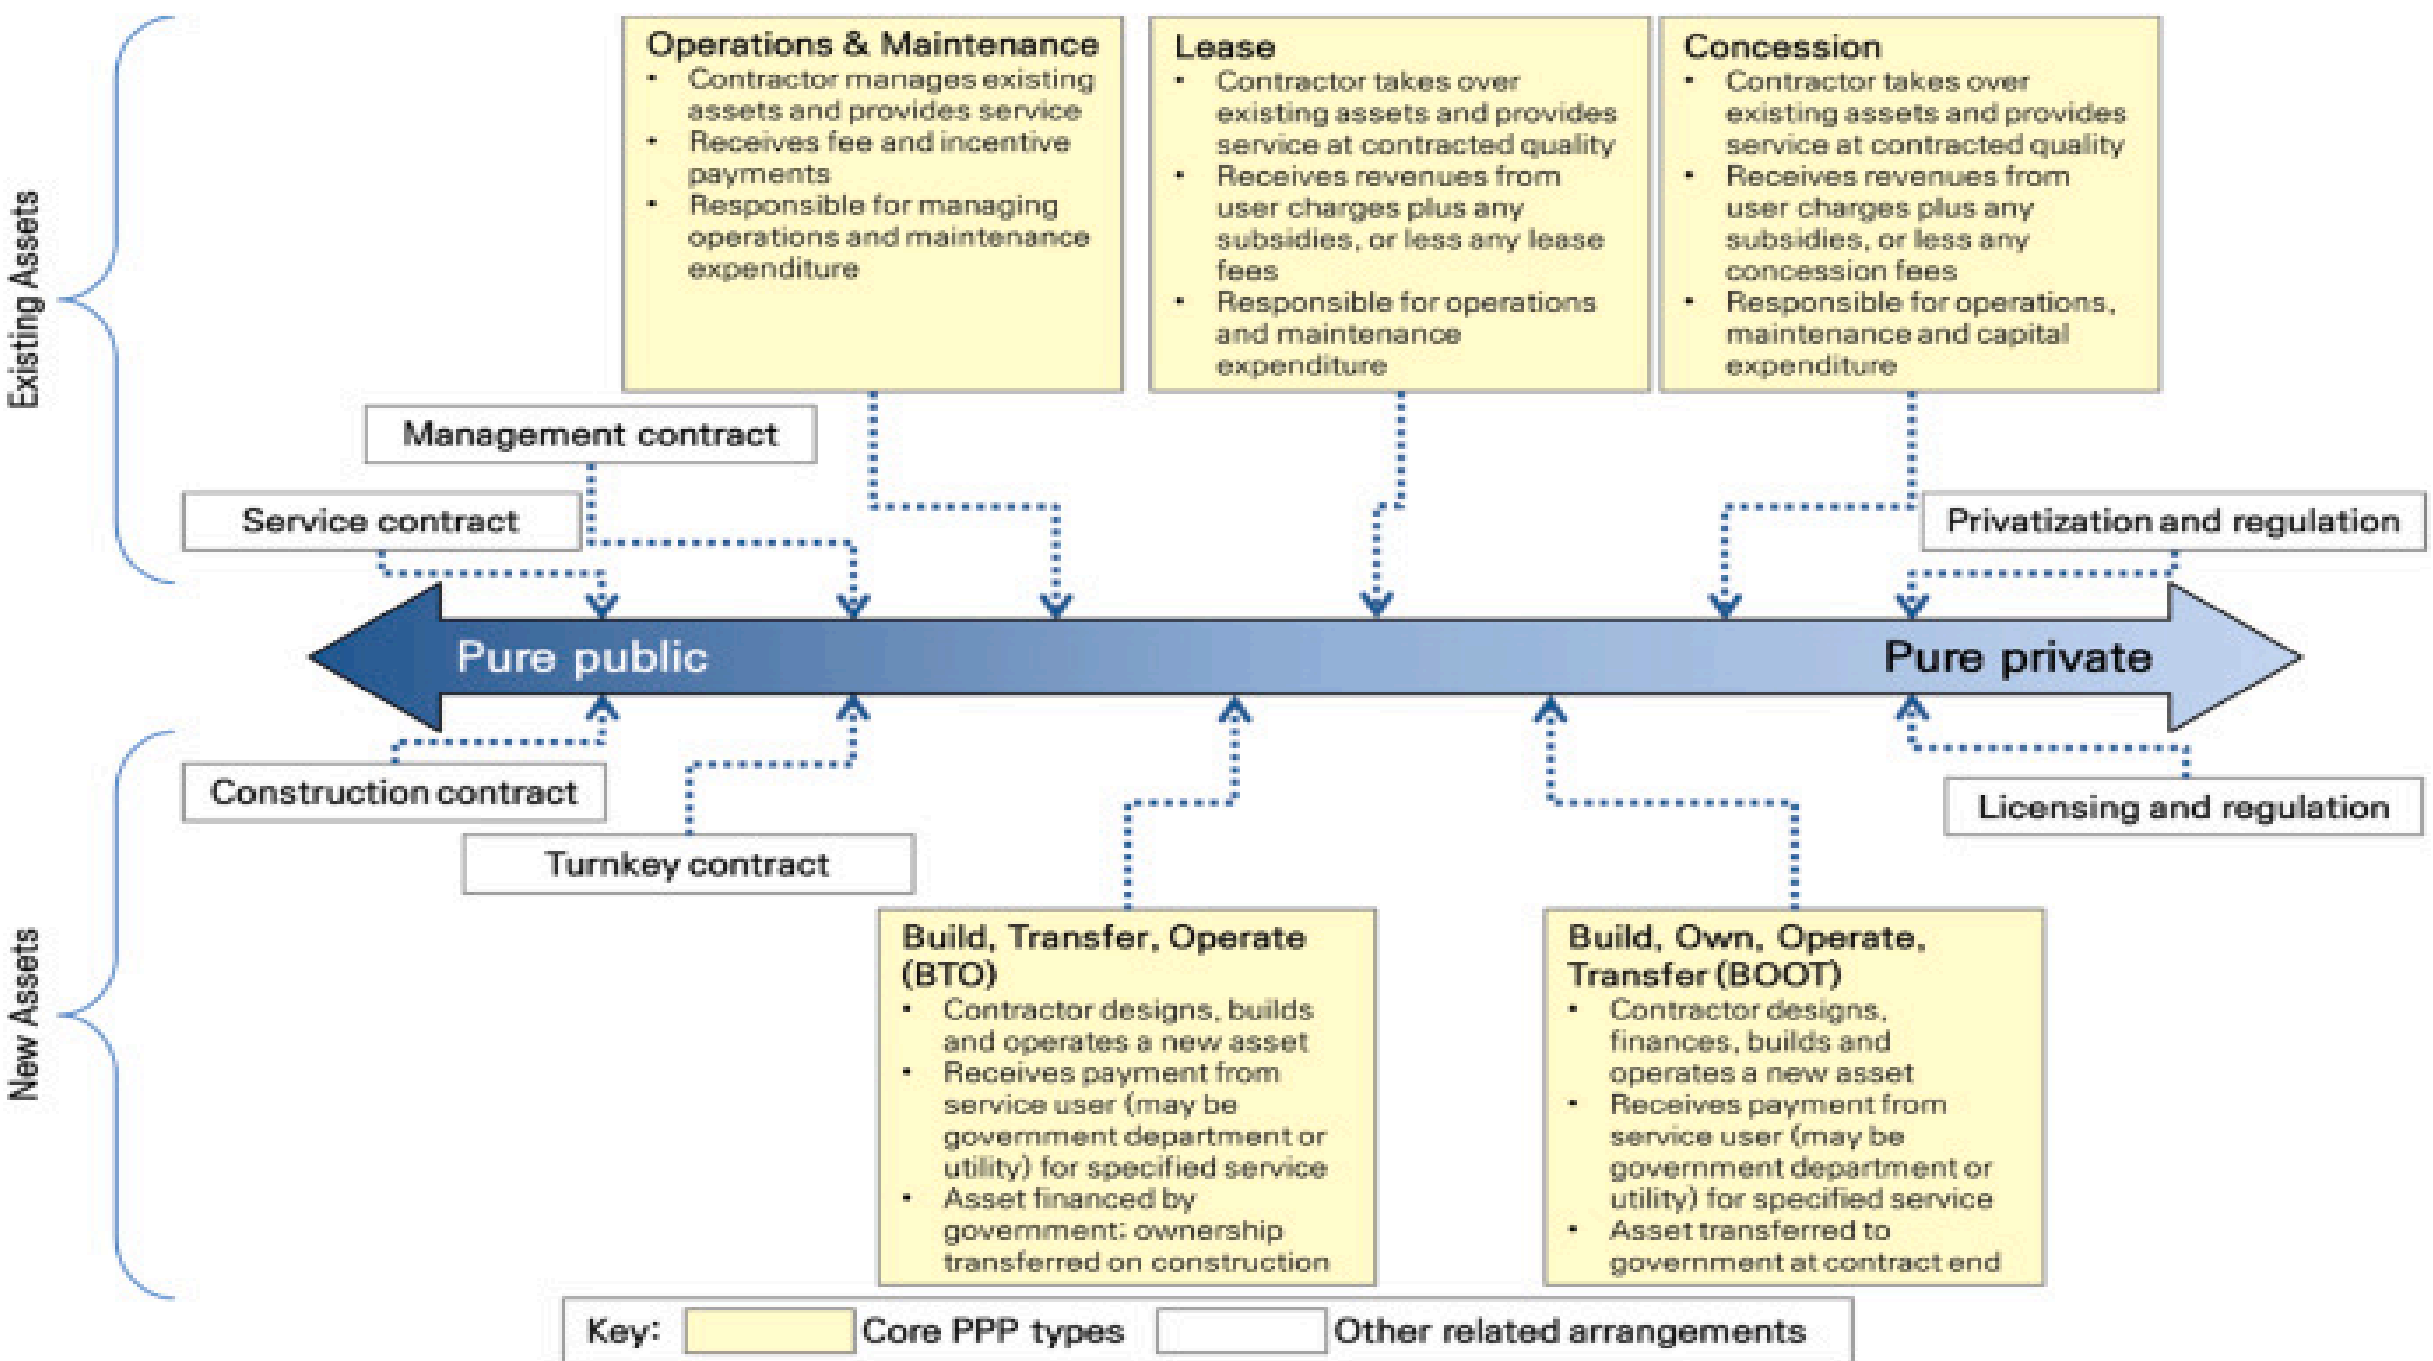 Existing Assets
Operations & Maintenance
• Contractor manages existing
assets and provides service
• Receives fee and incentive
payments
• Responsible for managing
operations and maintenance
expenditure
Lease
• Contractor takes over
existing assets and provides
service at contracted quality
• Receives revenues from
user charges plus any
subsidies, or less any lease
fees
• Responsible for operations
and maintenance
expenditure
Concession
• Contractor takes over
existing assets and provides
service at contracted quality
• Receives revenues from
user charges plus any
subsidies, or less any
concession fees
• Responsible for operations,
maintenance and capital
expenditure
Management contract
Service contract
Privatization and regulation
Pure public
Pure private
New Assets
Construction contract
Turnkey contract
Licensing and regulation
Build, Transfer, Operate
(BTO)
• Contractor designs, builds
and operates a new asset
• Receives payment from
service user (may be
government department or
utility) for specified service
• Asset financed by
government; ownership
transferred on construction
Build, Own, Operate,
Transfer (BOOT)
• Contractor designs,
finances, builds and
operates a new asset
• Receives payment from
service user (may be
government department or
utility) for specified service
• Asset transferred to
government at contract end
Key: Core PPP types Other related arrangements